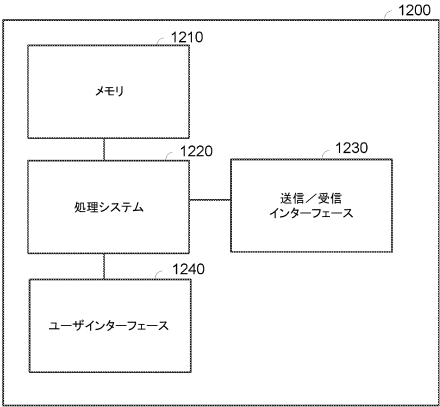 1200
1210
メモリ
1220
処理システム
1230
送信／受信
インターフェース
1240
ユーザインターフェース